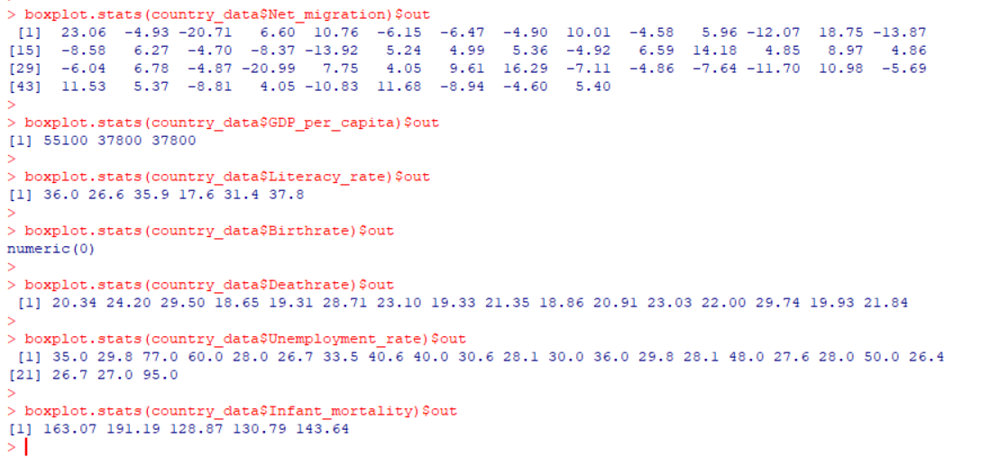 > boxplot.stats(country_data$Net_migration)$out
[1] 23.06 -4.93 -20.71 6.60 10.76 -6.15 -6.47 -4.90 10.01 -4.58 5.96 -12.07 18.75 -13.87
[15] -8.58 6.27 -4.70 -8.37 -13.92 5.24 4.99 5.36 -4.92 6.59 14.18 4.85 8.97 4.86
[29] -6.04 6.78 -4.87 -20.99 7.75 4.05 9.61 16.29 -7.11 -4.86 -7.64 -11.70 10.98 -5.69
[43] 11.53 5.37 -8.81 4.05 -10.83 11.68 -8.94 -4.60 5.40
>
> boxplot.stats(country_data$GDP_per_capita)$out
[1] 55100 37800 37800
>
> boxplot.stats(country_data$Literacy_rate)$out
[1] 36.0 26.6 35.9 17.6 31.4 37.8
>
> boxplot.stats(country_data$Birthrate)$out
numeric(0)
>
> boxplot.stats(country_data$Deathrate)$out
[1] 20.34 24.20 29.50 18.65 19.31 28.71 23.10 19.33 21.35 18.86 20.91 23.03 22.00 29.74 19.93 21.84
>
> boxplot.stats(country_data$Unemployment_rate)$out
[1] 35.0 29.8 77.0 60.0 28.0 26.7 33.5 40.6 40.0 30.6 28.1 30.0 36.0 29.8 28.1 48.0 27.6 28.0 50.0 26.4
[21] 26.7 27.0 95.0
>
> boxplot.stats(country_data$Infant_mortality)$out
[1] 163.07 191.19 128.87 130.79 143.64
>